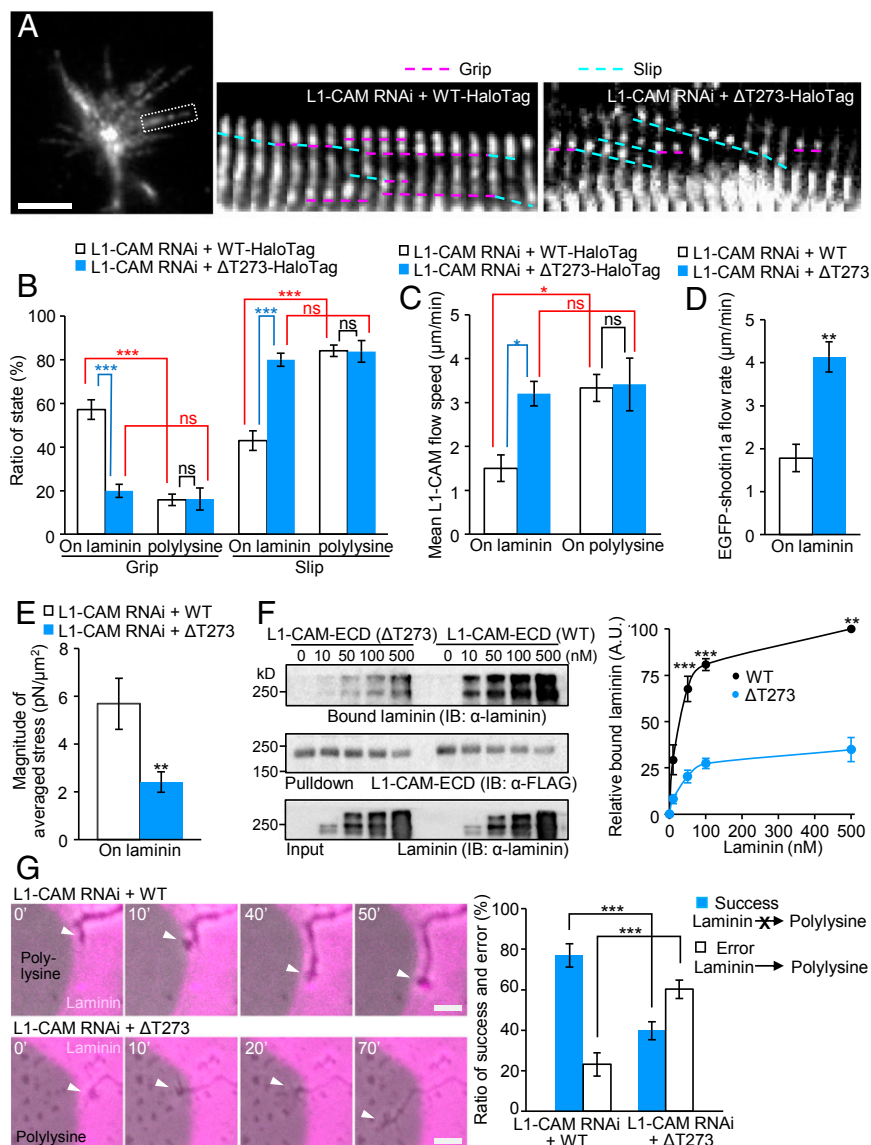 A
Grip
Slip
L1-CAM RNAi + WT-HaloTag
L1-CAM RNAi + ΔT273-HaloTag
B
L1-CAM RNAi + WT-HaloTag
L1-CAM RNAi + ΔT273-HaloTag
Ratio of state (%)
100
80
60
40
20
0
***
***
ns
ns
***
***
ns
ns
On laminin
polylysine
On laminin
polylysine
Grip
Slip
C
L1-CAM RNAi + WT-HaloTag
L1-CAM RNAi + ΔT273-HaloTag
Mean L1-CAM flow speed (μm/min)
5
4
3
2
1
0
*
*
ns
ns
On laminin
On polylysine
D
L1-CAM RNAi + WT
L1-CAM RNAi + ΔT273
EGFP-shootin1a flow rate (μm/min)
5
4
3
2
1
0
**
On laminin
E
L1-CAM RNAi + WT
L1-CAM RNAi + ΔT273
Magnitude of
averaged stress (pN/μm²)
8
6
4
2
0
**
On laminin
F
L1-CAM-ECD (ΔT273)
L1-CAM-ECD (WT)
0 10 50 100 500 0 10 50 100 500 (nM)
kD
250
Bound laminin (IB: α-laminin)
250
150
Pulldown L1-CAM-ECD (IB: α-FLAG)
250
Input Laminin (IB: α-laminin)
Relative bound laminin (A.U.)
100
75
50
25
0
***
***
**
WT
ΔT273
0 100 200 300 400 500
Laminin (nM)
G
L1-CAM RNAi + WT
0'
10'
40'
50'
Poly-
lysine
Laminin
L1-CAM RNAi + ΔT273
0'
Laminin
10'
20'
70'
Polylysine
Ratio of success and error (%)
100
80
60
40
20
0
***
***
Success
Laminin Polylysine
Error
Laminin Polylysine
L1-CAM RNAi
+ WT
L1-CAM RNAi
+ ΔT273